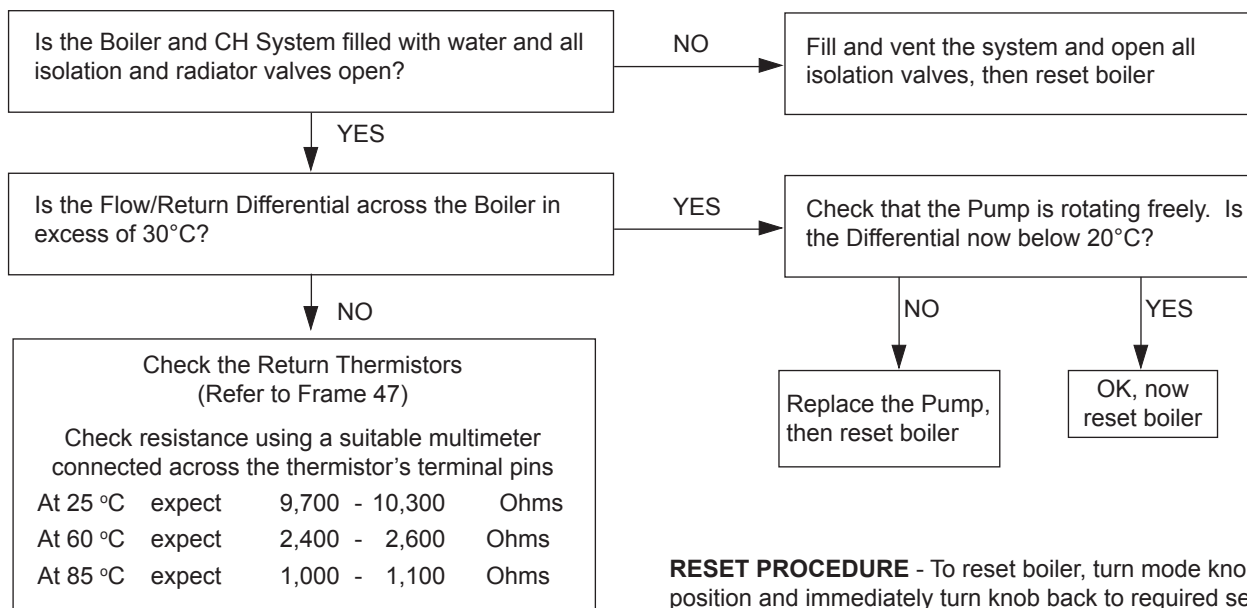 Is the Boiler and CH System filled with water and all
isolation and radiator valves open?
NO
Fill and vent the system and open all
isolation valves, then reset boiler
YES
Is the Flow/Return Differential across the Boiler in
excess of 30°C?
YES
Check that the Pump is rotating freely. Is
the Differential now below 20°C?
NO
NO
YES
Check the Return Thermistors
(Refer to Frame 47)
Check resistance using a suitable multimeter
connected across the thermistor's terminal pins
At 25 °C expect 9,700 - 10,300 Ohms
At 60 °C expect 2,400 - 2,600 Ohms
At 85 °C expect 1,000 - 1,100 Ohms
Replace the Pump,
then reset boiler
OK, now
reset boiler
RESET PROCEDURE - To reset boiler, turn mode kno
position and immediately turn knob back to required se